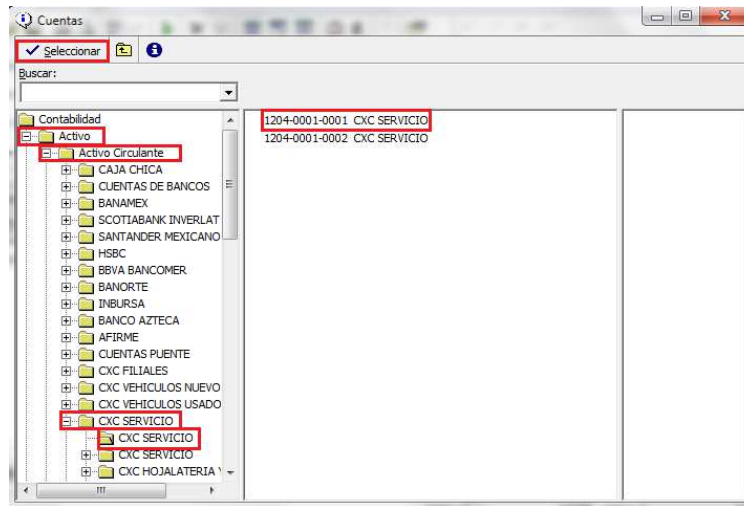 Cuentas
Seleccionar
Buscar:
Contabilidad
Activo
Activo Circulante
CAJA CHICA
CUENTAS DE BANCOS
BANAMEX
SCOTIABANK INVERLAT
SANTANDER MEXICANO
HSBC
BBVA BANCOMER
BANORTE
INBURSA
BANCO AZTECA
AFIRME
CUENTAS PUENTE
CXC FILIALES
CXC VEHICULOS NUEVO
CXC VEHICULOS USADO
CXC SERVICIO
CXC SERVICIO
CXC SERVICIO
CXC HOJALATERIA Y
1204-0001-0001 CXC SERVICIO
1204-0001-0002 CXC SERVICIO